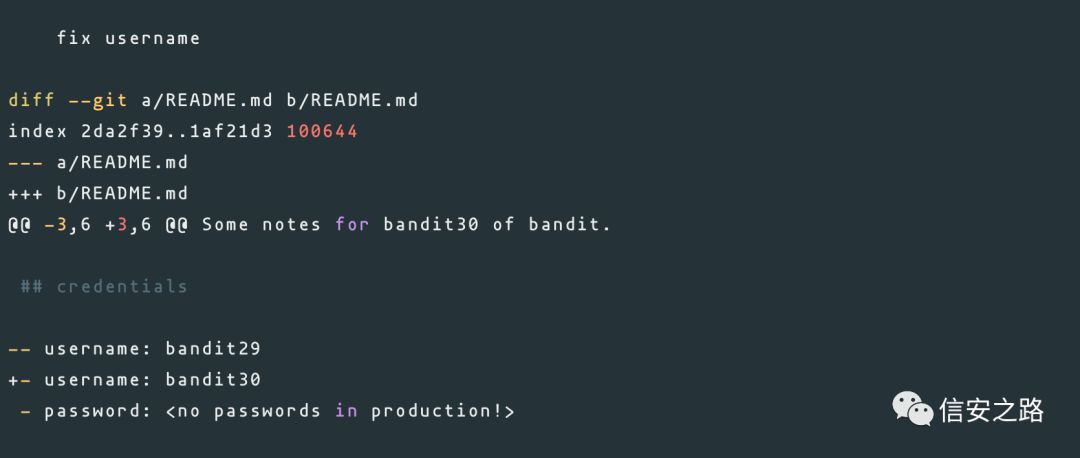 fix username
diff --git a/README.md b/README.md
index 2da2f39..1af21d3 100644
--- a/README.md
+++ b/README.md
@@ -3,6 +3,6 @@ Some notes for bandit30 of bandit.
## credentials
-- username: bandit29
+- username: bandit30
- password: <no passwords in production!>
信安之路